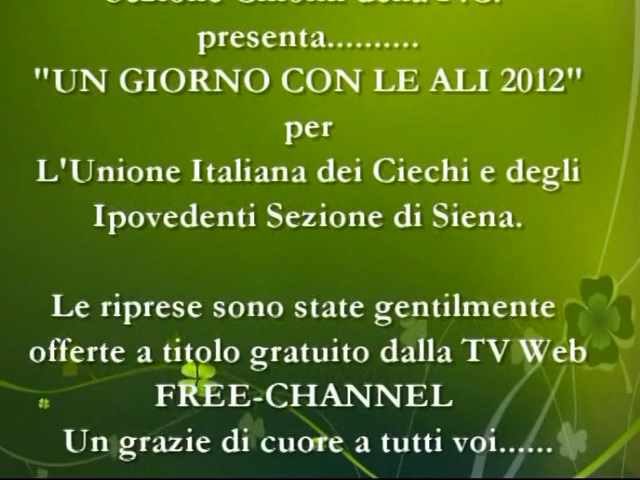 presenta..........
"UN GIORNO CON LE ALI 2012"
per
L'Unione Italiana dei Ciechi e degli
Ipovedenti Sezione di Siena.
Le riprese sono state gentilmente
offerte a titolo gratuito dalla TV Web
FREE-CHANNEL
Un grazie di cuore a tutti voi......